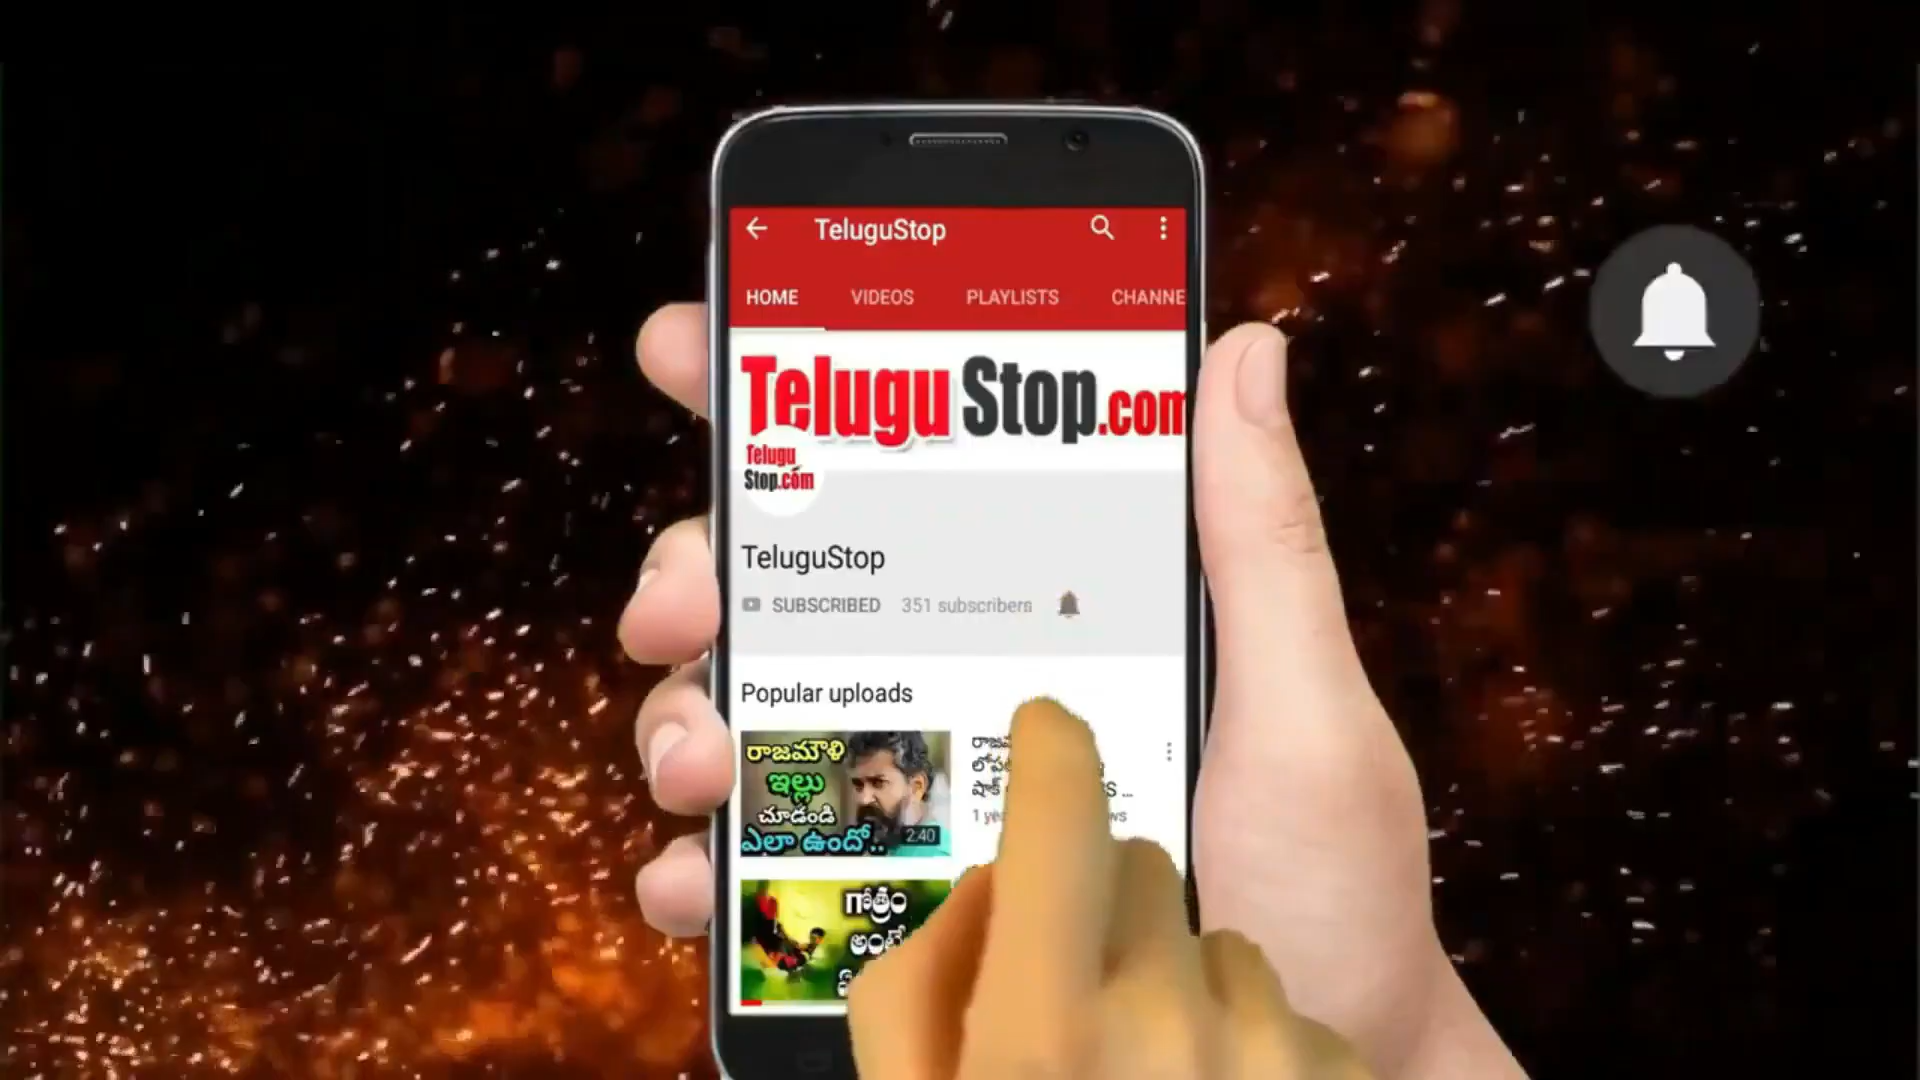 TeluguStop
HOME VIDEOS PLAYLISTS CHANNE
Telugu Stop.com
Telugu
Stop.com
TeluguStop
SUBSCRIBED 351 subscribers
Popular uploads
రాజమౌళి
ఇల్లు
చూడండి
ఎలా ఉందో..
2:40
షాక్
గోత్రం
అంటే